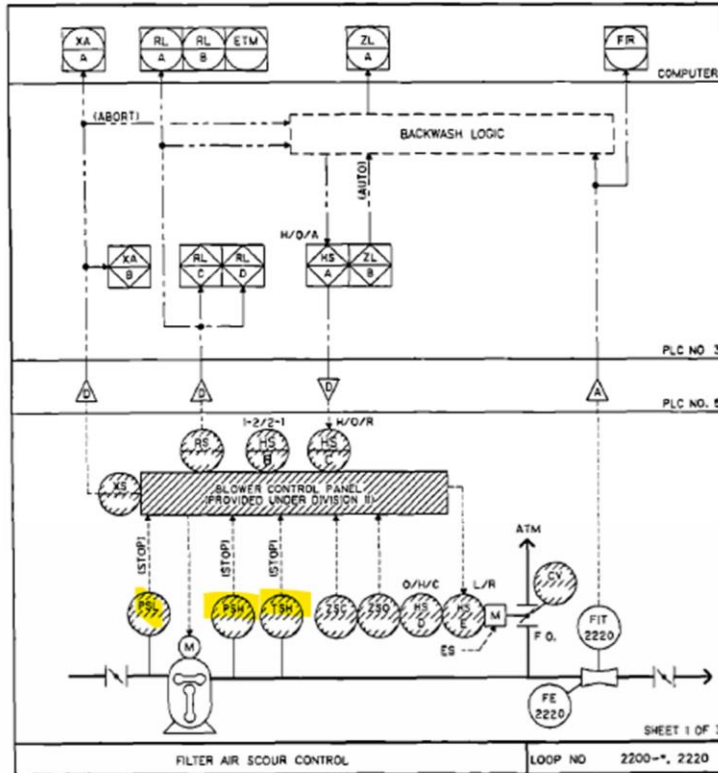 XA
A
RL
A
RL
B
ETM
ZL
A
FIR
COMPUTER
(ABORT)
BACKWASH LOGIC
(AUTO)
H/O/A
XA
B
RL
C
RL
D
HS
A
ZL
B
PLC NO. 3
D
D
D
A
PLC NO. 
1-2/2-1
H/O/R
RS
HS
B
HS
C
XS
BLOWER CONTROL PANEL
(PROVIDED UNDER DIVISION 11)
(STOP)
(STOP)
(STOP)
ATM
O/H/C
L/R
CV
PSL
PSH
TSH
ZSC
ZSO
HS
D
HS
E
M
F.O.
FIT
2220
M
ES
FE
2220
SHEET 1 OF
FILTER AIR SCOUR CONTROL
LOOP NO
2200-*, 2220